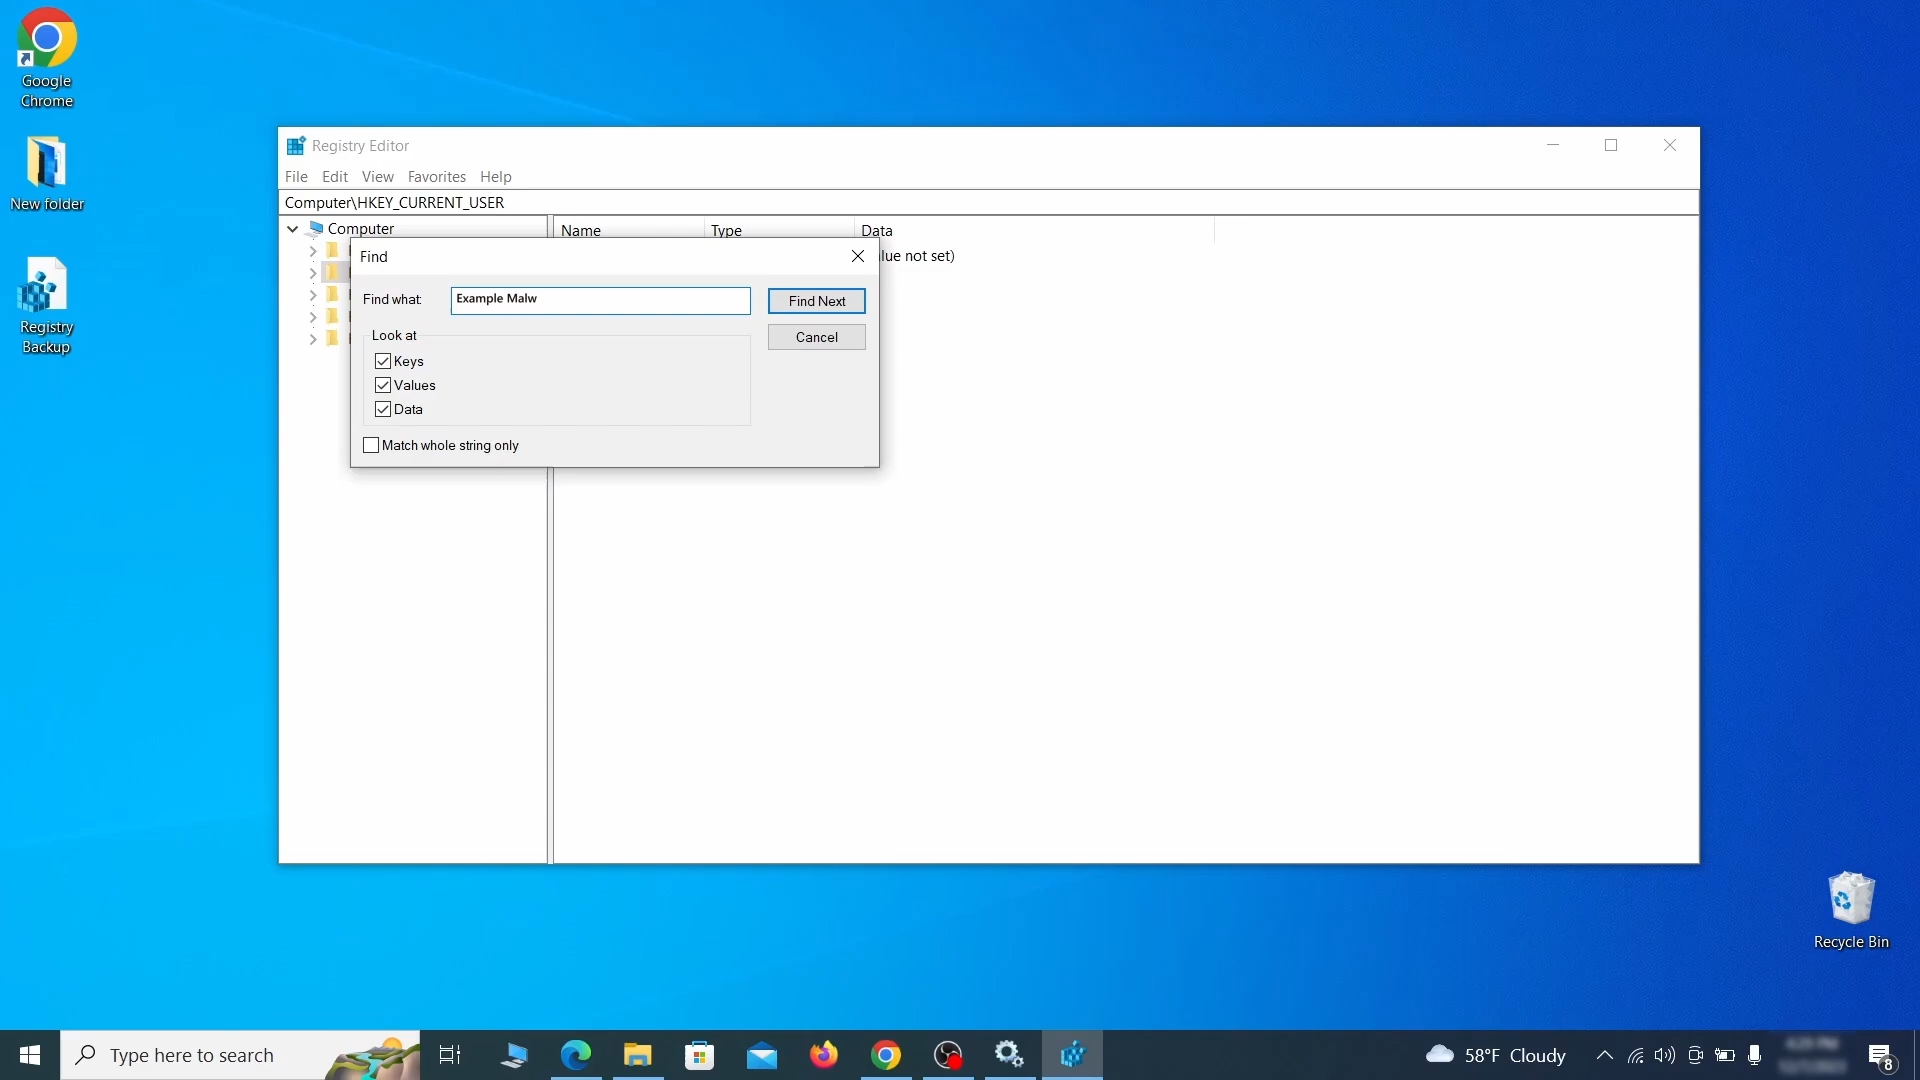 Google
Chrome
New folder
Registry
Backup
Registry Editor
File Edit View Favorites Help
Computer\HKEY_CURRENT_USER
Computer
Name Type Data
lue not set)
Find
Find what:
Example Malw
Find Next
Cancel
Look at
Keys
Values
Data
Match whole string only
Recycle Bin
Type here to search
58°F Cloudy
8